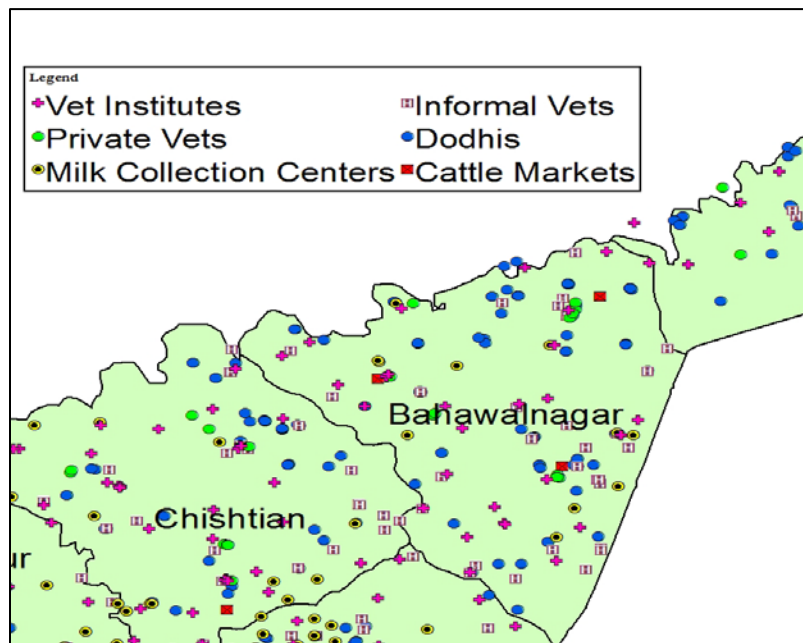 Legend
Vet Institutes
Informal Vets
Private Vets
Dodhis
Milk Collection Centers
Cattle Markets
Bahawalnagar
Chishtian
ur